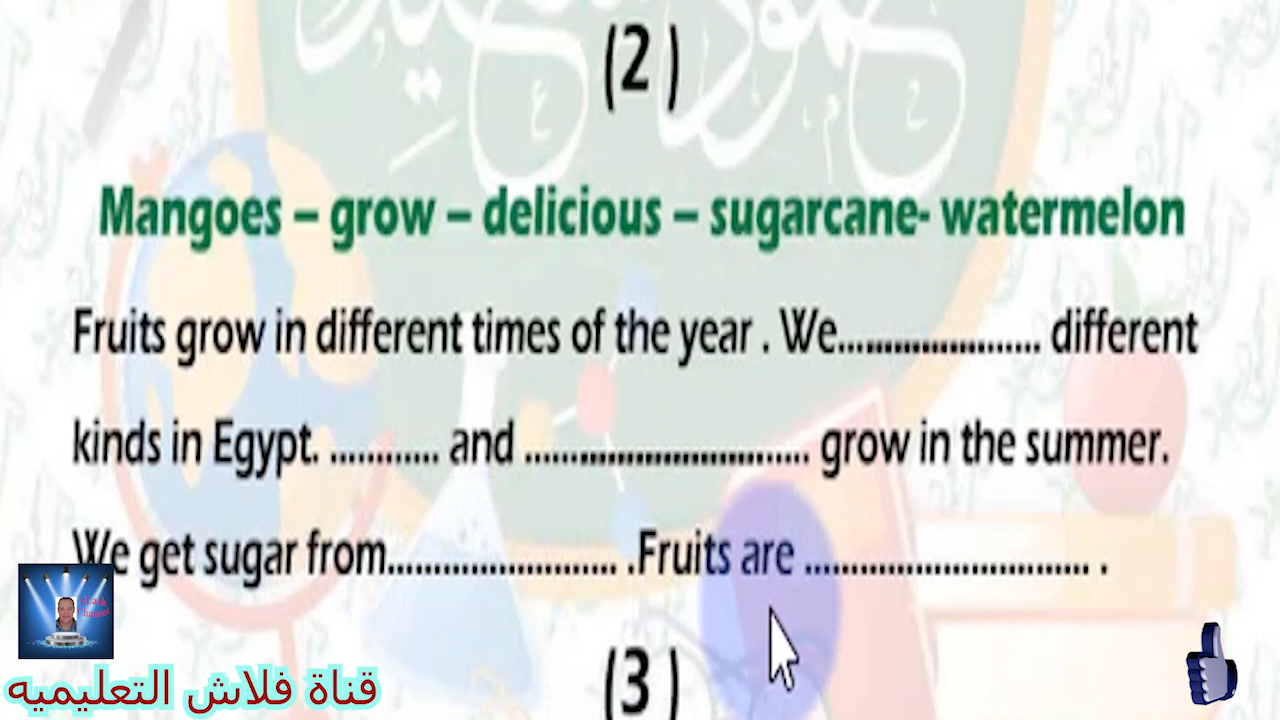 (2 )
Mangoes – grow – delicious – sugarcane- watermelon
Fruits grow in different times of the year . We............................ different
kinds in Egypt. ............ and ............................... grow in the summer.
We get sugar from......................... .Fruits are ............................... .
(3 )
قناة فلاش التعليميه